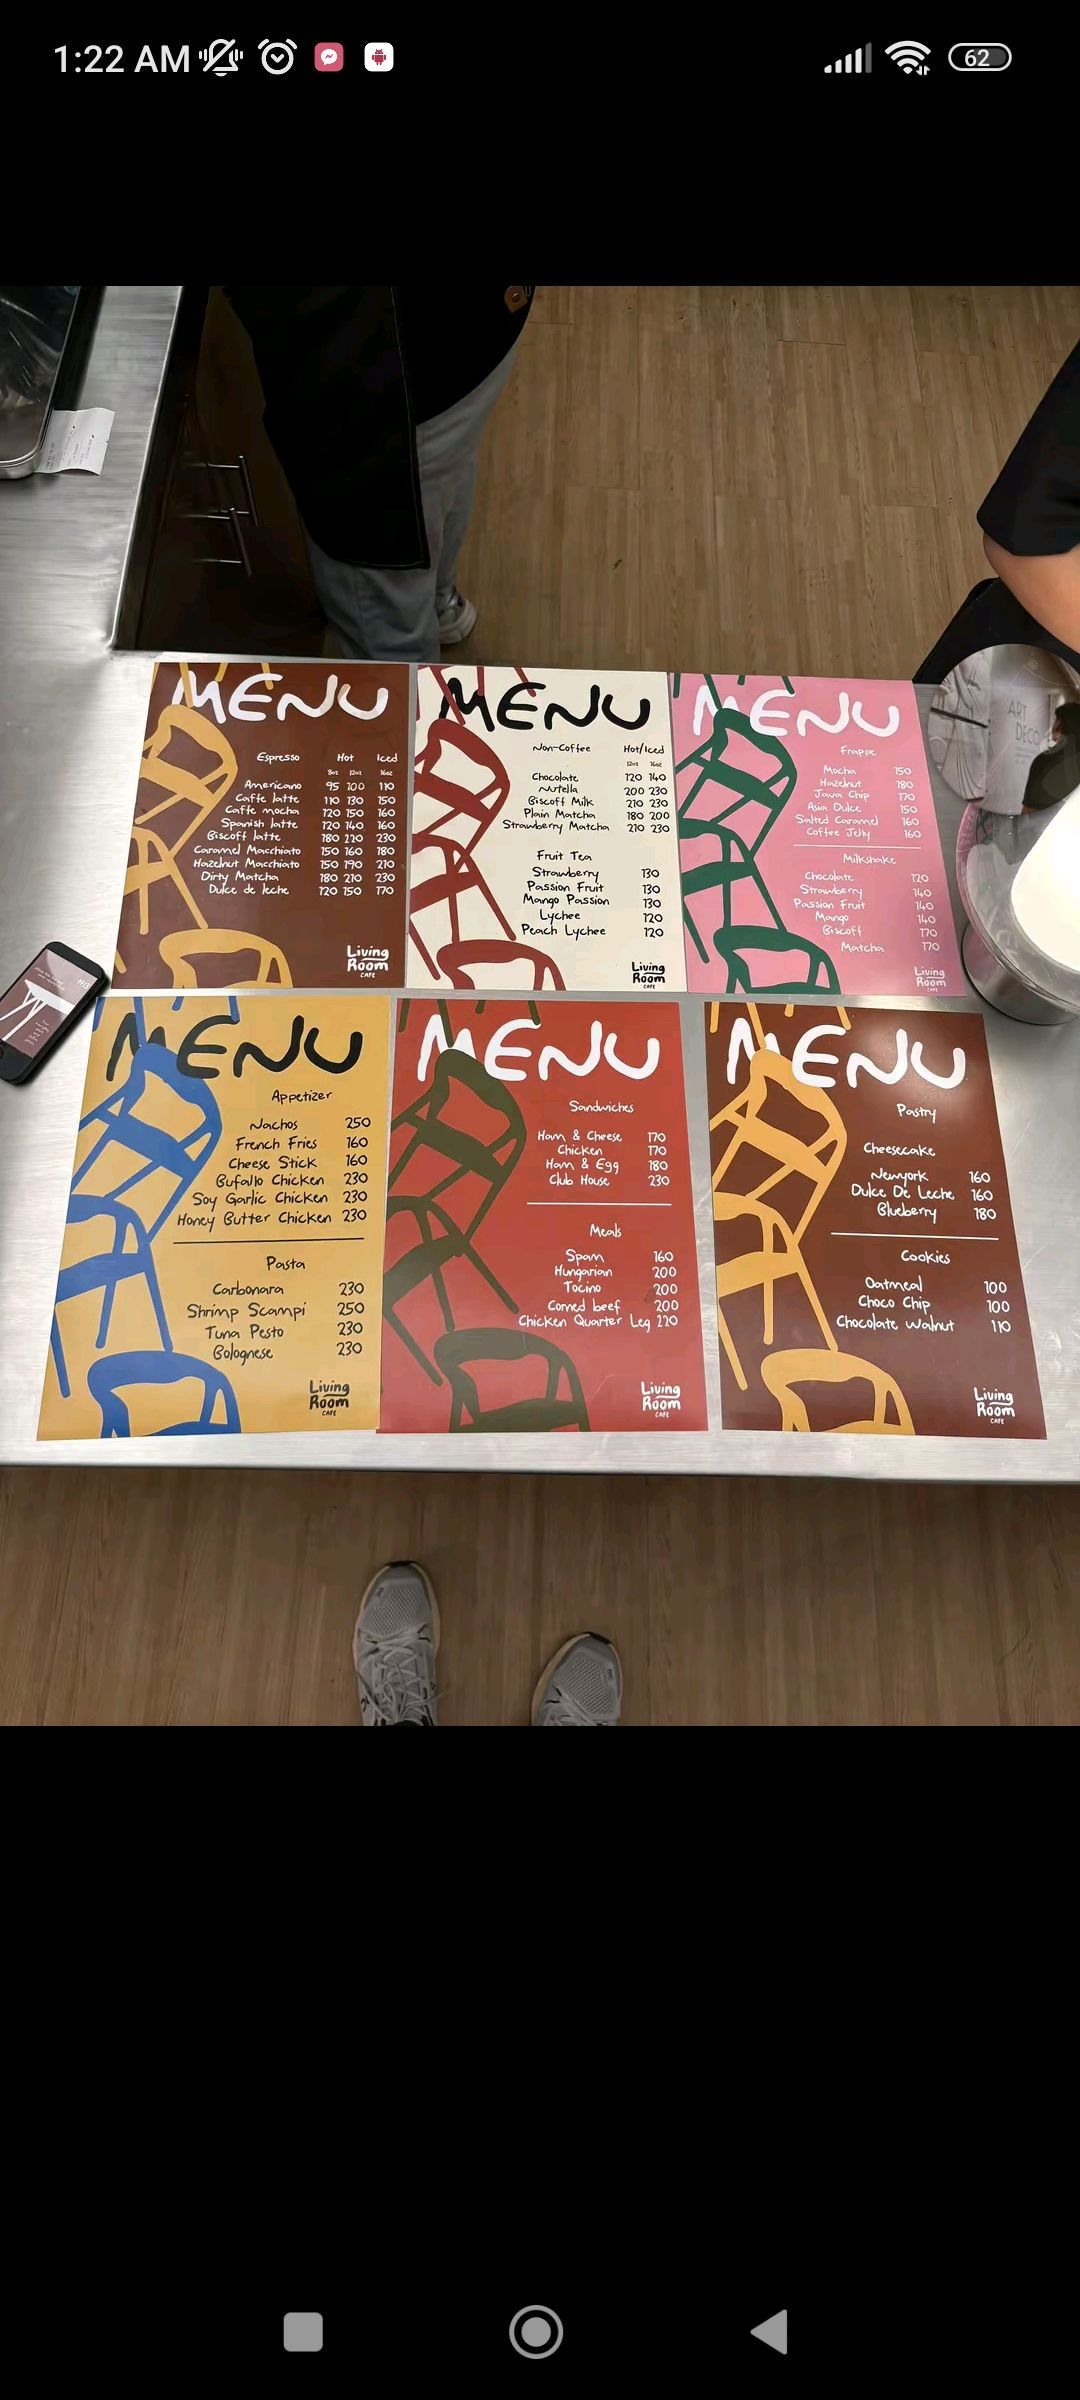 1:22 AM
62
MENU
Espresso Hot Iced
8oz 12oz 16oz
Americano 95 100 110
Caffe latte 110 130 150
Caffe mocha 120 150 160
Spanish latte 120 140 160
Biscoff latte 180 220 230
Caramel Macchiato 150 160 180
Hazelnut Macchiato 150 190 210
Dirty Matcha 180 210 230
Dulce de leche 120 150 170
Living
Room
CAFE
MENU
Non-Coffee Hot/Iced
12oz 16oz
Chocolate 120 140
Nutella 200 230
Biscoff Milk 210 230
Plain Matcha 180 200
Strawberry Matcha 210 230
Fruit Tea
Strawberry 130
Passion Fruit 130
Mango Passion 130
Lychee 120
Peach Lychee 120
Living
Room
CAFE
MENU
Frappe
Mocha 150
Hazelnut 180
Java Chip 170
Asia Dulce 150
Salted Caramel 160
Coffee Jelly 160
Milkshake
Chocolate 120
Strawberry 140
Passion Fruit 140
Mango 140
Biscoff 170
Matcha 170
Living
Room
CAFE
ART
DECO
MENU
Appetizer
Nachos 250
French Fries 160
Cheese Stick 160
Bufallo Chicken 230
Soy Garlic Chicken 230
Honey Butter Chicken 230
Pasta
Carbonara 230
Shrimp Scampi 250
Tuna Pesto 230
Bolognese 230
Living
Room
CAFE
MENU
Sandwiches
Ham & Cheese 170
Chicken 170
Ham & Egg 180
Club House 230
Meals
Spam 160
Hungarian 200
Tocino 200
Corned beef 200
Chicken Quarter Leg 220
Living
Room
CAFE
MENU
Pastry
Cheesecake
Newyork 160
Dulce De Leche 160
Blueberry 180
Cookies
Oatmeal 100
Choco Chip 100
Chocolate Walnut 110
Living
Room
CAFE